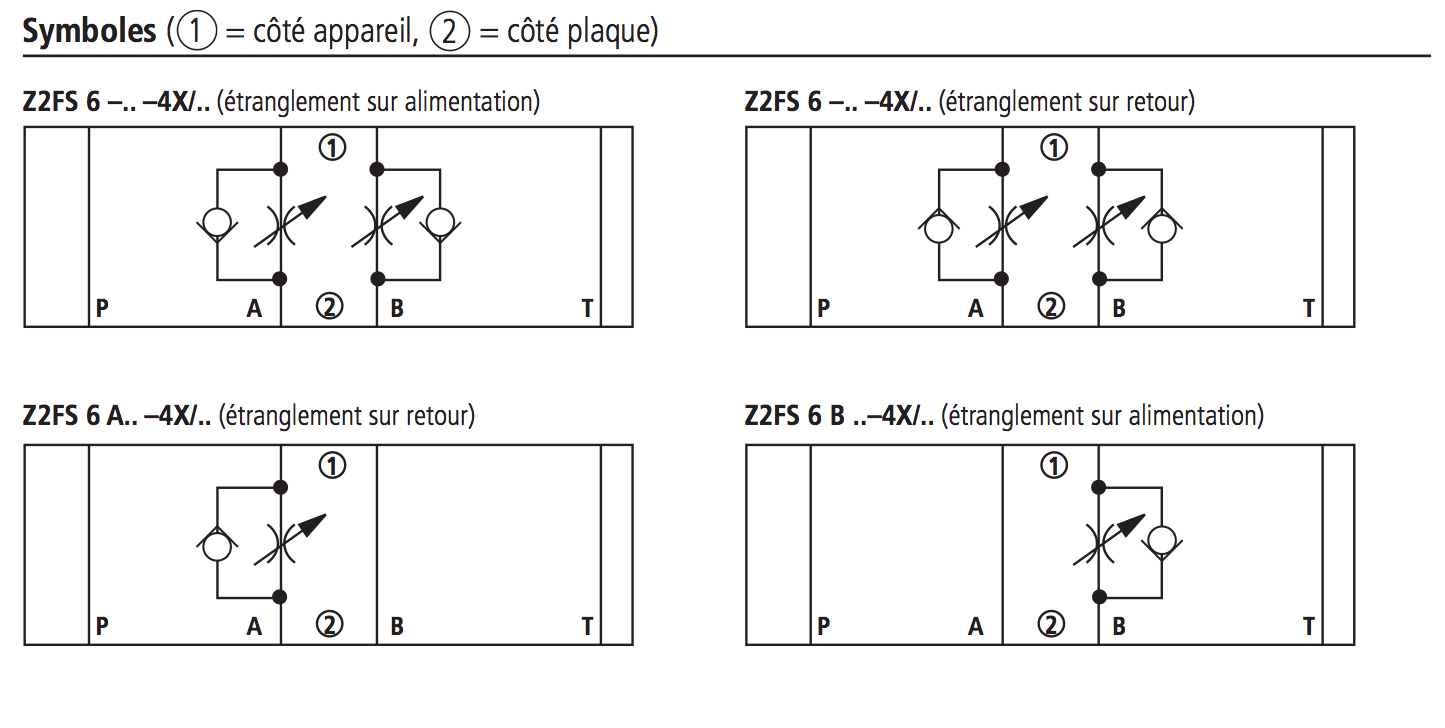 Symboles (① = côté appareil, ② = côté plaque)
Z2FS 6 –.. –4X/.. (étranglement sur alimentation)
①
P A ② B T
Z2FS 6 –.. –4X/.. (étranglement sur retour)
①
P A ② B T
Z2FS 6 A.. –4X/.. (étranglement sur retour)
①
P A ② B T
Z2FS 6 B ..–4X/.. (étranglement sur alimentation)
①
P A ② B T